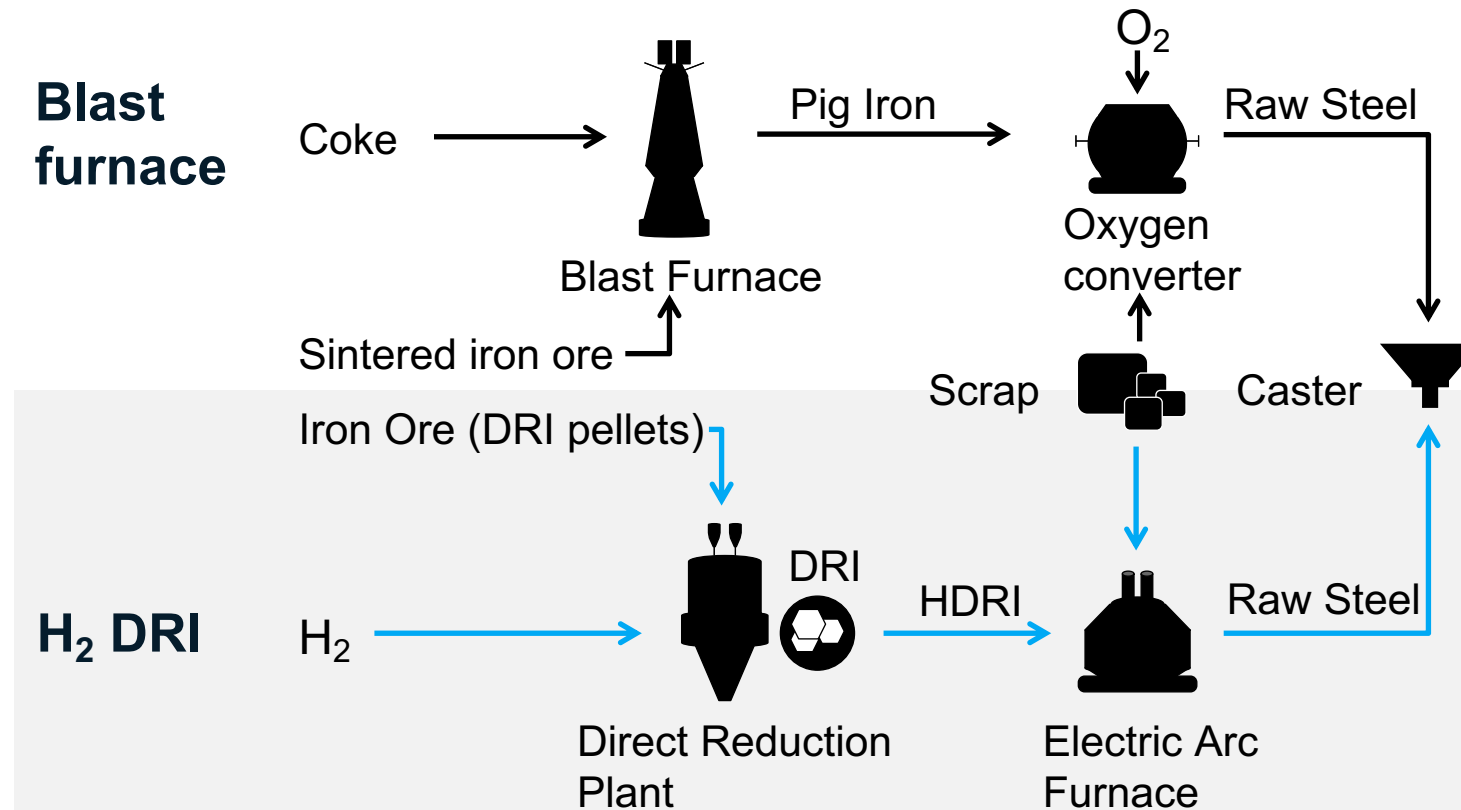 O₂
Blast
furnace
Coke
Pig Iron
Raw Steel
Oxygen
converter
Blast Furnace
Sintered iron ore
Scrap
Caster
Iron Ore (DRI pellets)
DRI
HDRI
Raw Steel
H₂ DRI
H₂
Direct Reduction
Plant
Electric Arc
Furnace